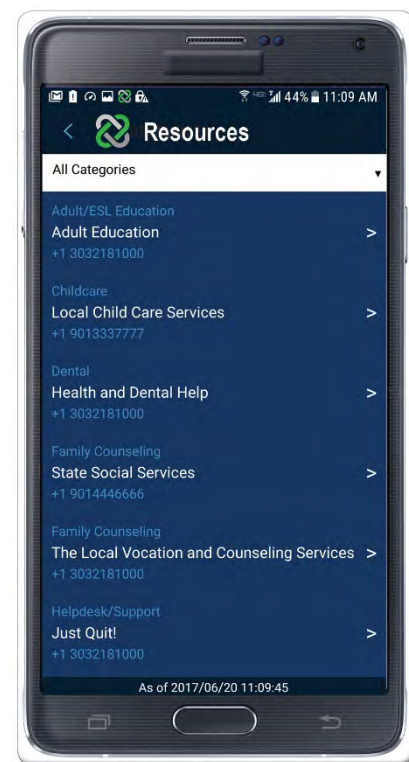 44% 11:09 AM
< Resources
All Categories
Adult/ESL Education
Adult Education >
+1 3032181000
Childcare
Local Child Care Services >
+1 9013337777
Dental
Health and Dental Help >
+1 3032181000
Family Counseling
State Social Services >
+1 9014446666
Family Counseling
The Local Vocation and Counseling Services >
+1 3032181000
Helpdesk/Support
Just Quit! >
+1 3032181000
As of 2017/06/20 11:09:45